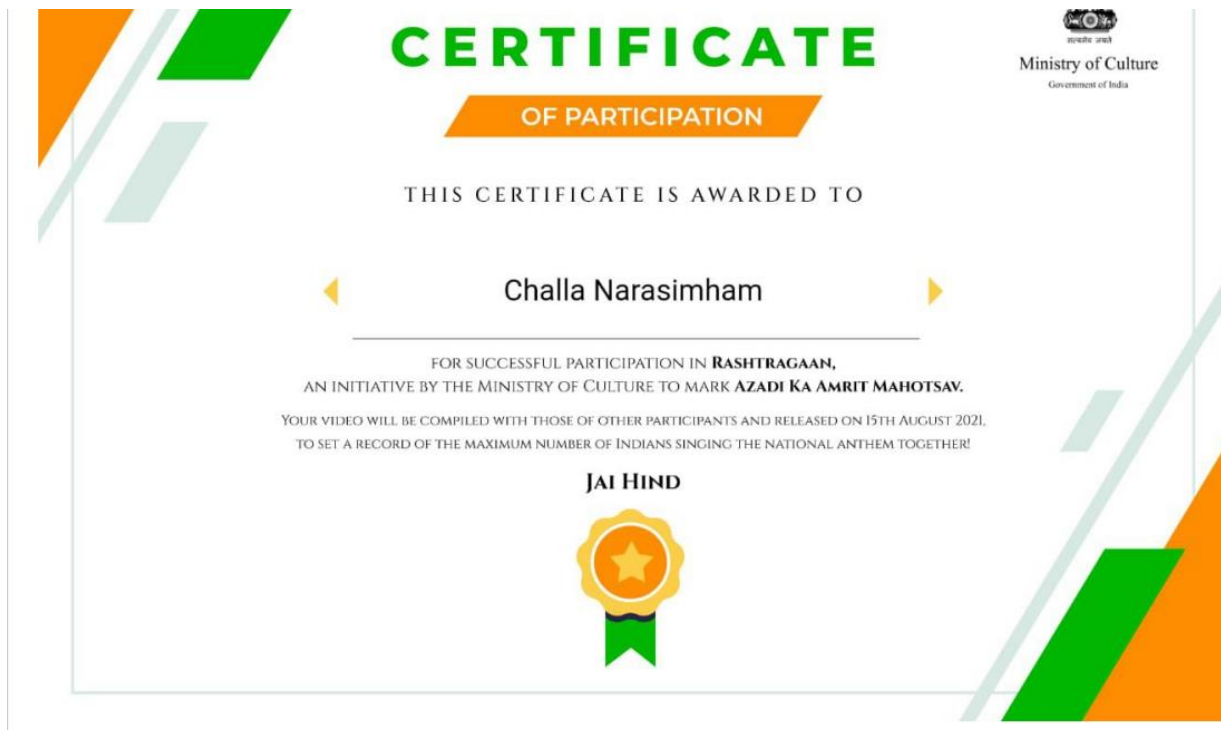 CERTIFICATE
OF PARTICIPATION
सत्यमेव जयते
Ministry of Culture
Government of India
THIS CERTIFICATE IS AWARDED TO
Challa Narasimham
FOR SUCCESSFUL PARTICIPATION IN RASHTRAGAAN,
AN INITIATIVE BY THE MINISTRY OF CULTURE TO MARK AZADI KA AMRIT MAHOTSAV.
YOUR VIDEO WILL BE COMPILED WITH THOSE OF OTHER PARTICIPANTS AND RELEASED ON 15TH AUGUST 2021,
TO SET A RECORD OF THE MAXIMUM NUMBER OF INDIANS SINGING THE NATIONAL ANTHEM TOGETHER!
JAI HIND